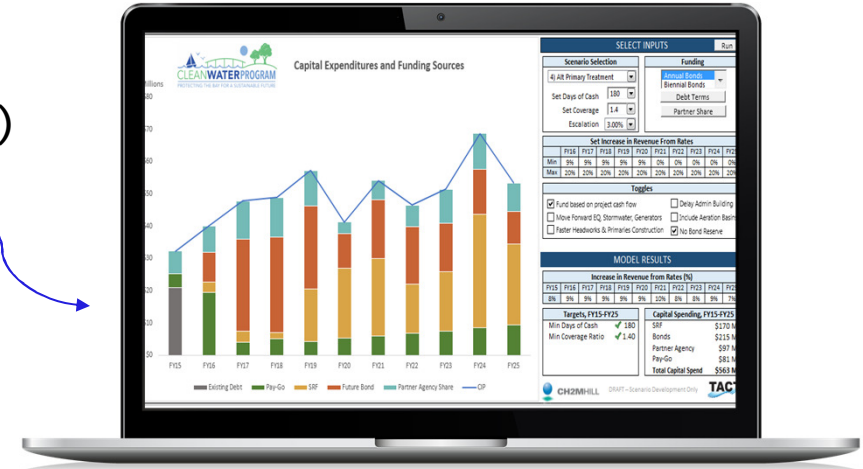 )
CLEANWATERPROGRAM
PROTECTING THE BAY FOR A SUSTAINABLE FUTURE
Capital Expenditures and Funding Sources
Millions
$80
$70
$60
$50
$40
$30
$20
$10
$0
FY15 FY16 FY17 FY18 FY19 FY20 FY21 FY22 FY23 FY24 FY25
Existing Debt Pay-Go SRF Future Bond Partner Agency Share CIP
SELECT INPUTS Run
Scenario Selection
4) Alt Primary Treatment
Set Days of Cash 180
Set Coverage 1.4
Escalation 3.00%
Funding
Annual Bonds
Biennial Bonds
Debt Terms
Partner Share
Set Increase in Revenue From Rates
FY16 FY17 FY18 FY19 FY20 FY21 FY22 FY23 FY24 FY25
Min 9% 9% 9% 9% 9% 0% 0% 0% 0% 0%
Max 20% 20% 20% 20% 20% 20% 20% 20% 20% 20%
Toggles
Fund based on project cash flow Delay Admin Building
Move Forward EQ, Stormwater, Generators Include Aeration Basin
Faster Headworks & Primaries Construction No Bond Reserve
MODEL RESULTS
Increase in Revenue from Rates (%)
FY15 FY16 FY17 FY18 FY19 FY20 FY21 FY22 FY23 FY24 FY25
8% 9% 9% 9% 9% 9% 10% 8% 8% 9% 7%
Targets, FY15-FY25
Min Days of Cash 180
Min Coverage Ratio 1.40
Capital Spending, FY15-FY25
SRF $170 M
Bonds $215 M
Partner Agency $97 M
Pay-Go $81 M
Total Capital Spend $563 M
CH2MHILL DRAFT - Scenario Development Only TACT